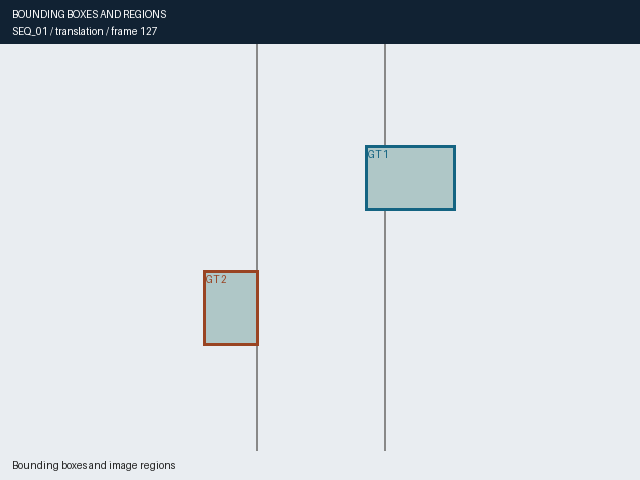 BOUNDING BOXES AND REGIONS
SEQ_01 / translation / frame 127
GT1
GT2
Bounding boxes and image regions